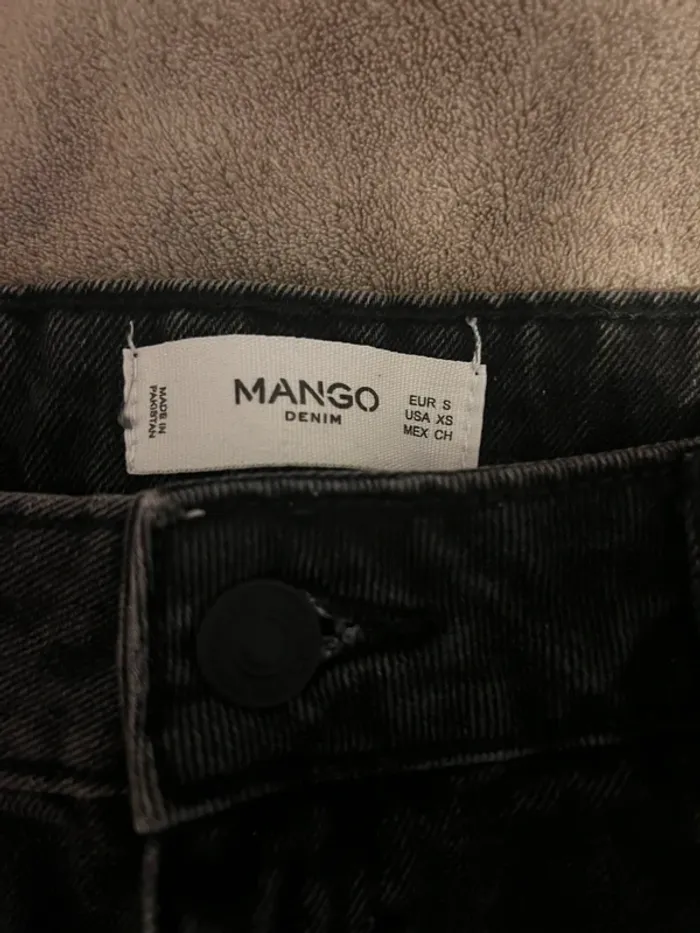 MADE IN
PAKISTAN
MANGO
DENIM
EUR S
USA XS
MEX CH